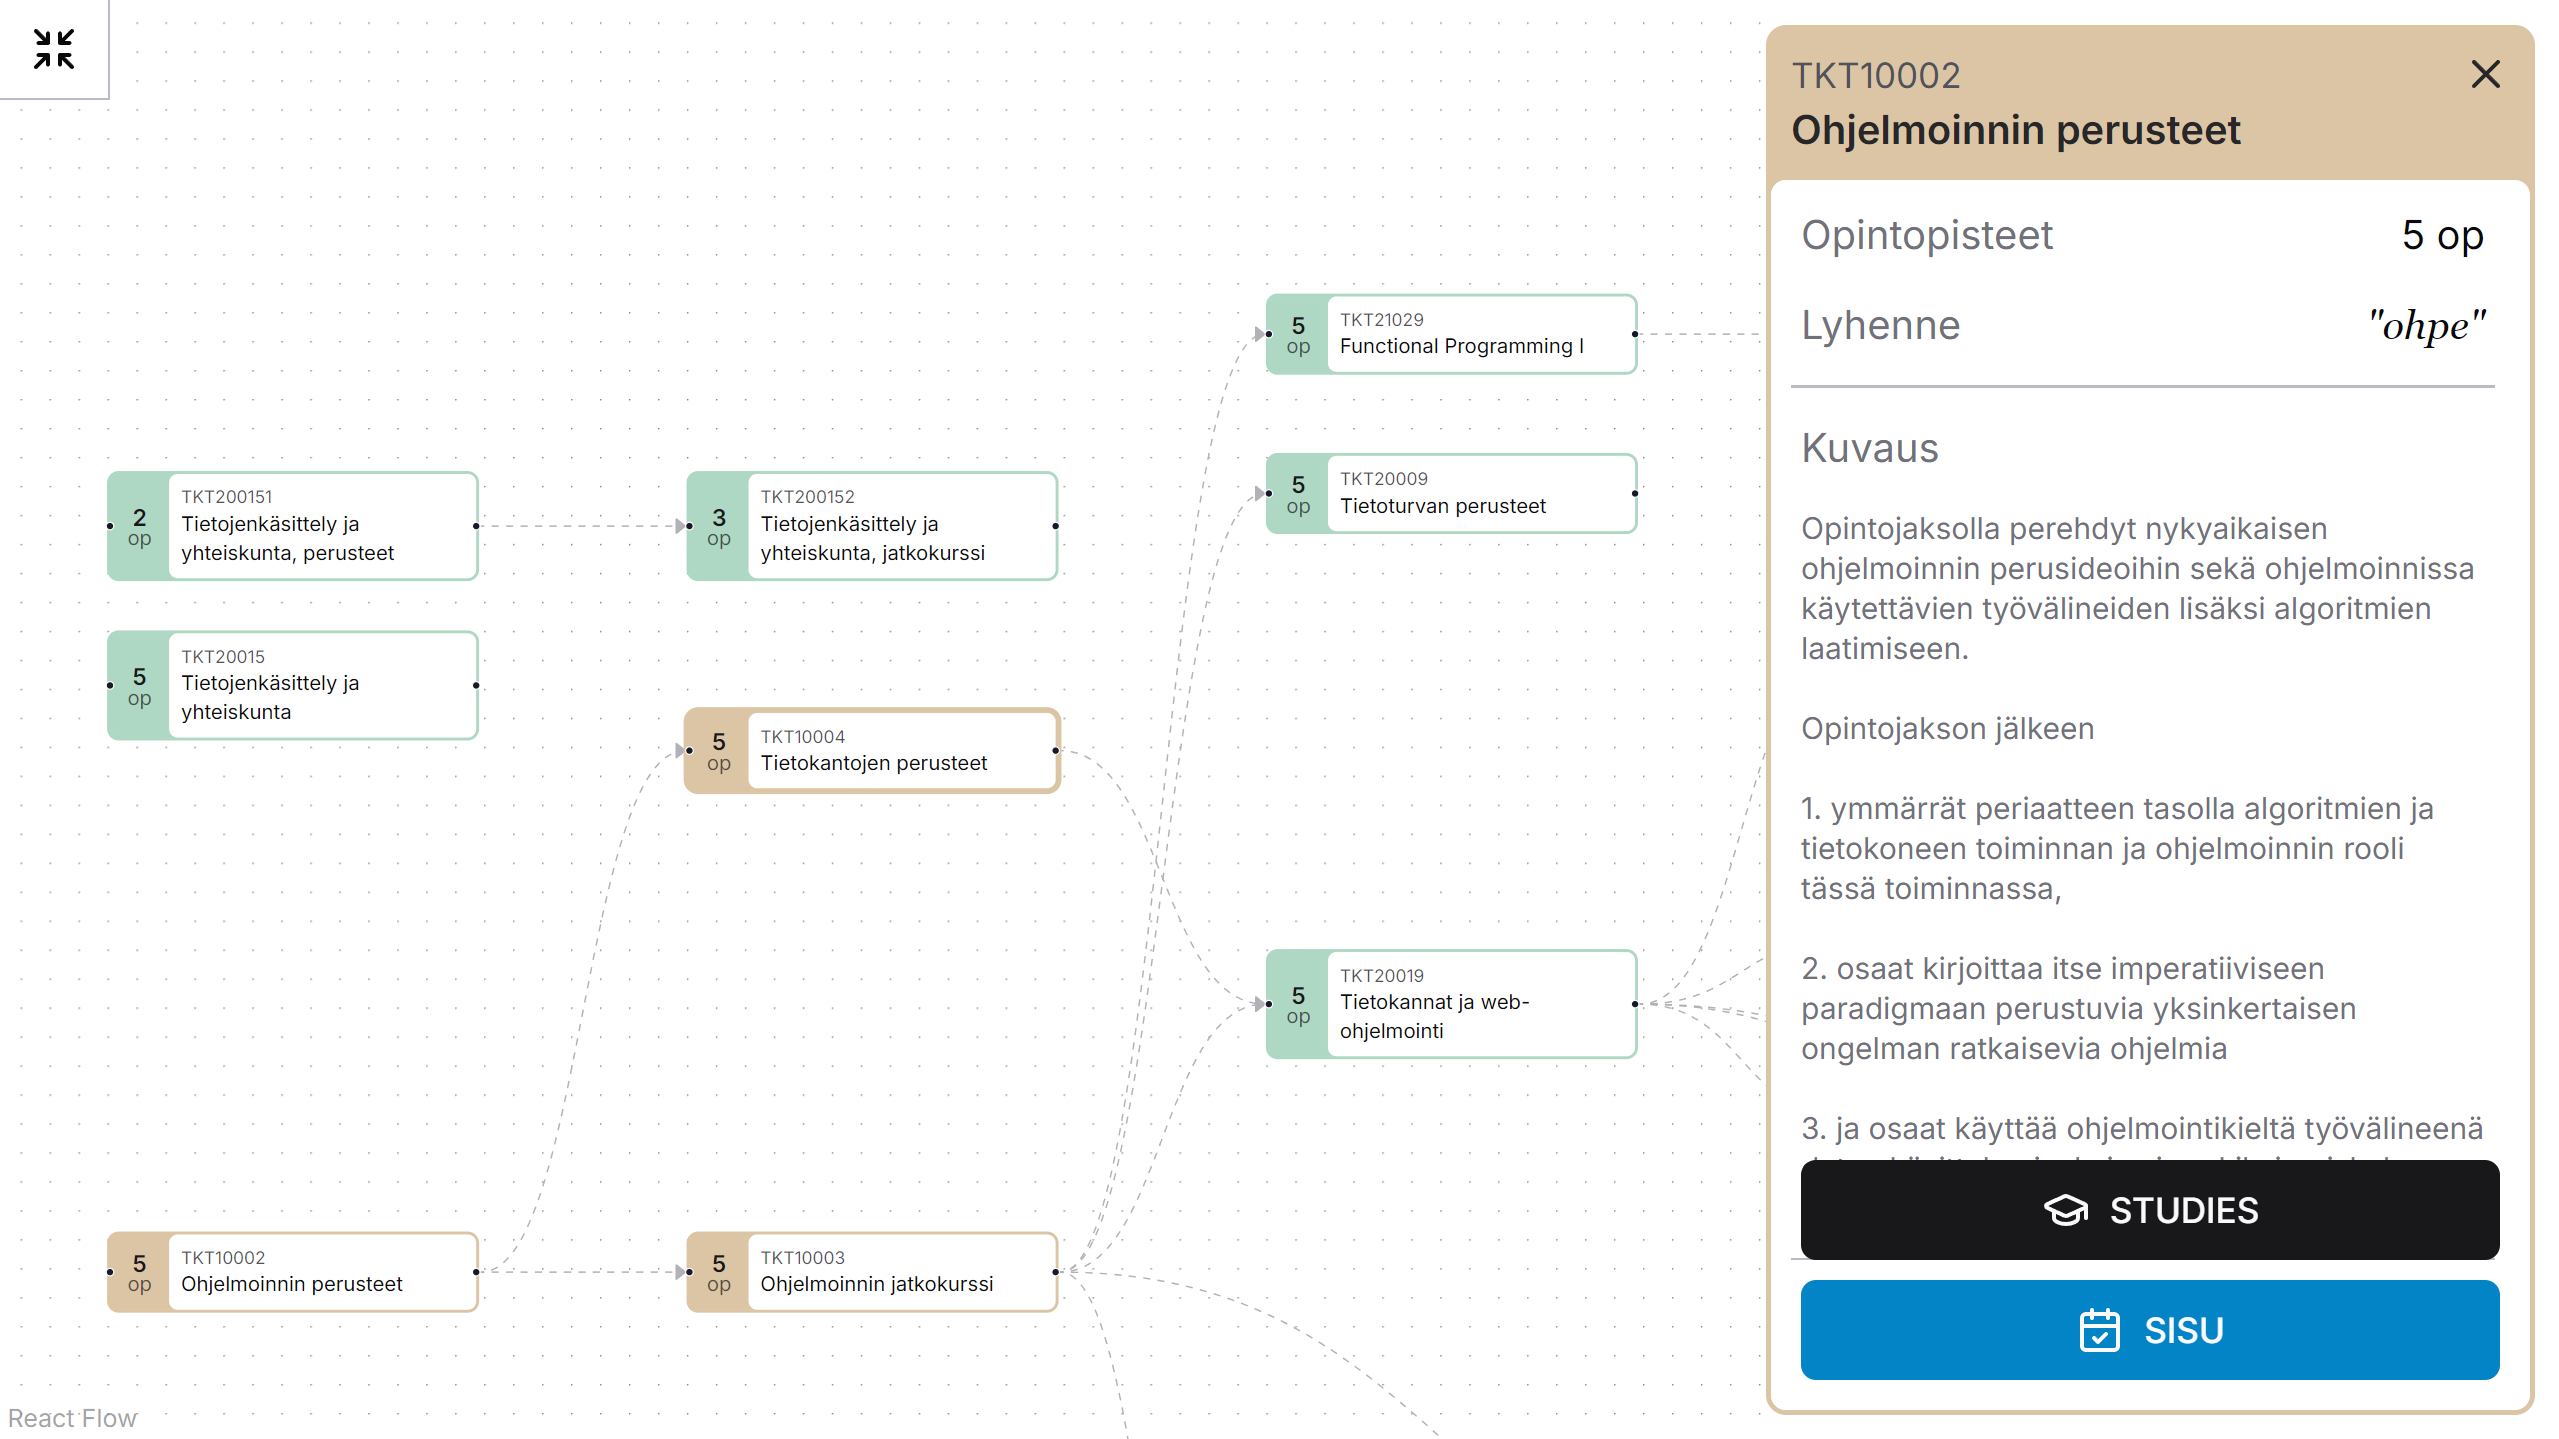 TKT200151
2
op
Tietojenkäsittely ja
yhteiskunta, perusteet
TKT20015
5
op
Tietojenkäsittely ja
yhteiskunta
TKT10002
5
op
Ohjelmoinnin perusteet
TKT200152
3
op
Tietojenkäsittely ja
yhteiskunta, jatkokurssi
TKT10004
5
op
Tietokantojen perusteet
TKT10003
5
op
Ohjelmoinnin jatkokurssi
TKT21029
5
op
Functional Programming I
TKT20009
5
op
Tietoturvan perusteet
TKT20019
5
op
Tietokannat ja web-
ohjelmointi
React Flow
TKT10002
Ohjelmoinnin perusteet
Opintopisteet 5 op
Lyhenne "ohpe"
Kuvaus
Opintojaksolla perehdyt nykyaikaisen
ohjelmoinnin perusideoihin sekä ohjelmoinnissa
käytettävien työvälineiden lisäksi algoritmien
laatimiseen.
Opintojakson jälkeen
1. ymmärrät periaatteen tasolla algoritmien ja
tietokoneen toiminnan ja ohjelmoinnin rooli
tässä toiminnassa,
2. osaat kirjoittaa itse imperatiiviseen
paradigmaan perustuvia yksinkertaisen
ongelman ratkaisevia ohjelmia
3. ja osaat käyttää ohjelmointikieltä työvälineenä
STUDIES
SISU